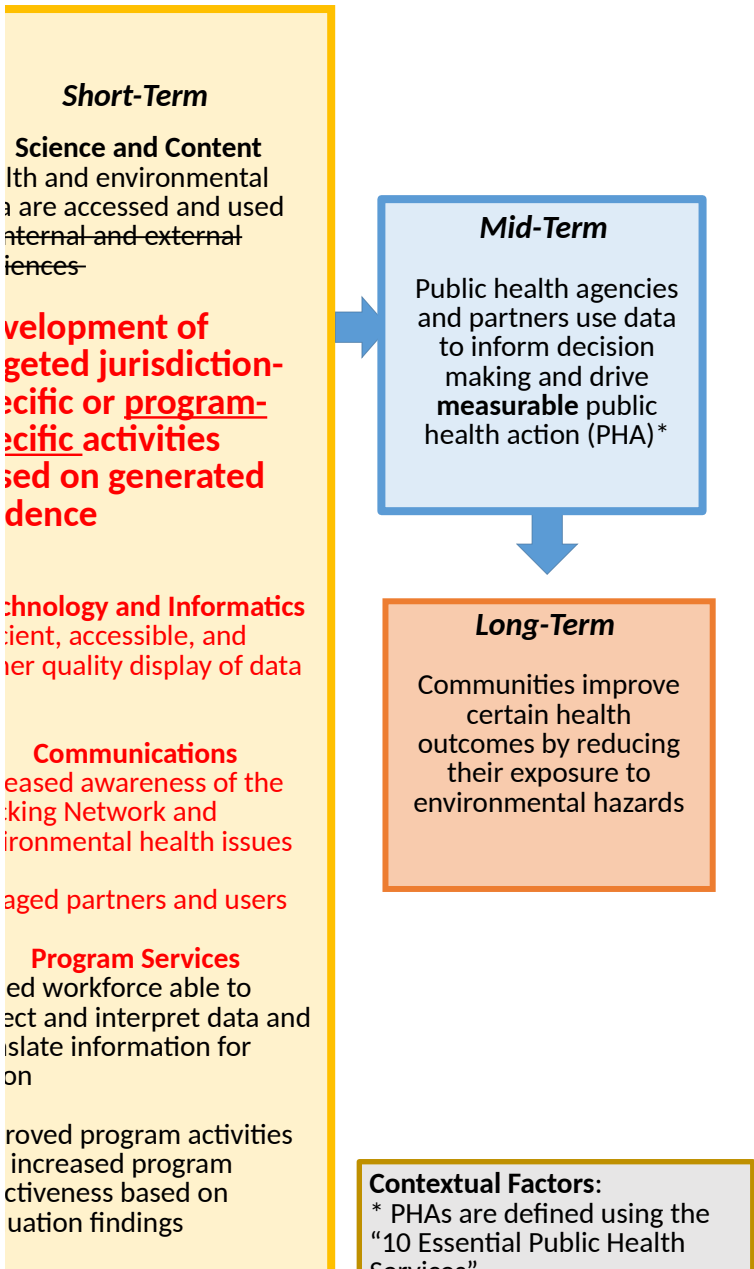 Short-Term
Science and Content
lth and environmental
a are accessed and used
nternal and external
iences
velopment of
geted jurisdiction-
ecific or program-
ecific activities
sed on generated
dence
chnology and Informatics
cient, accessible, and
her quality display of data
Communications
eased awareness of the
cking Network and
ironmental health issues
aged partners and users
Program Services
ed workforce able to
ect and interpret data and
nslate information for
on
roved program activities
increased program
ctiveness based on
uation findings
Mid-Term
Public health agencies
and partners use data
to inform decision
making and drive
measurable public
health action (PHA)*
Long-Term
Communities improve
certain health
outcomes by reducing
their exposure to
environmental hazards
Contextual Factors:
* PHAs are defined using the
“10 Essential Public Health
Services”